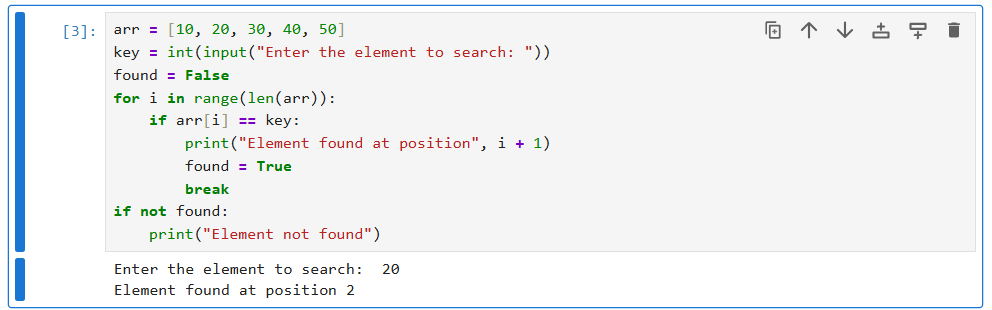 [3]: arr = [10, 20, 30, 40, 50]
key = int(input("Enter the element to search: "))
found = False
for i in range(len(arr)):
    if arr[i] == key:
        print("Element found at position", i + 1)
        found = True
        break
if not found:
    print("Element not found")
Enter the element to search:  20
Element found at position 2